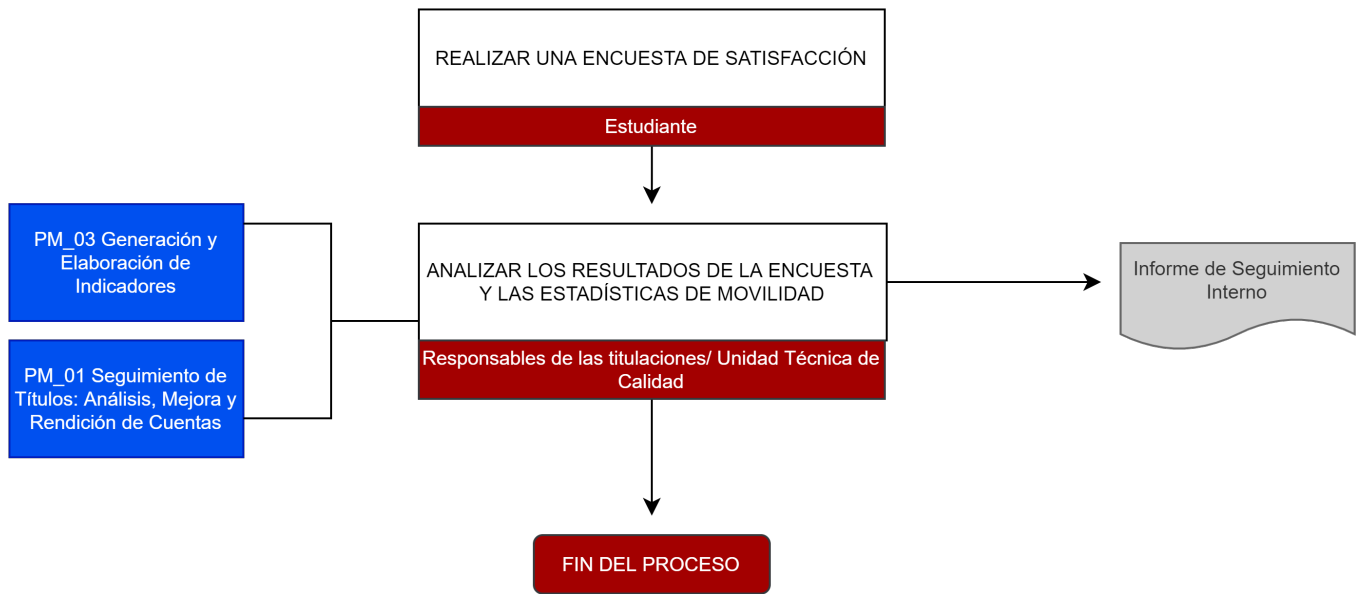 REALIZAR UNA ENCUESTA DE SATISFACCIÓN
Estudiante
PM_03 Generación y
Elaboración de
Indicadores
PM_01 Seguimiento de
Títulos: Análisis, Mejora y
Rendición de Cuentas
ANALIZAR LOS RESULTADOS DE LA ENCUESTA
Y LAS ESTADÍSTICAS DE MOVILIDAD
Responsables de las titulaciones/ Unidad Técnica de
Calidad
Informe de Seguimiento
Interno
FIN DEL PROCESO